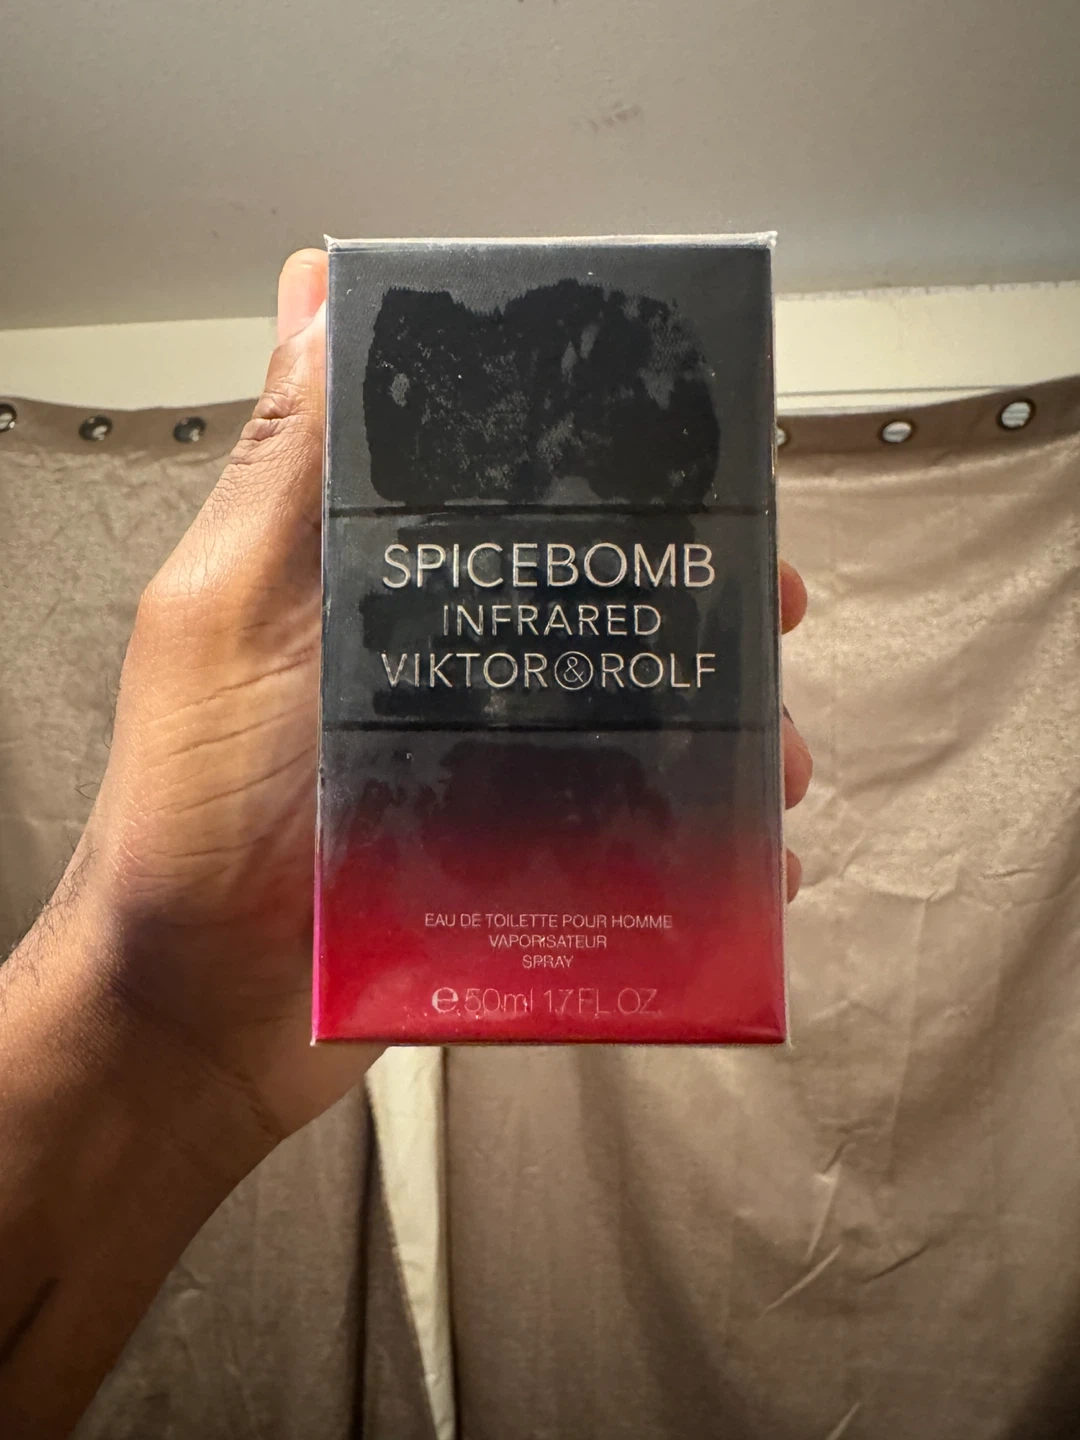 SPICEBOMB
INFRARED
VIKTOR&ROLF
EAU DE TOILETTE POUR HOMME
VAPORISATEUR
SPRAY
℮ 50ml 1.7 FL. OZ.